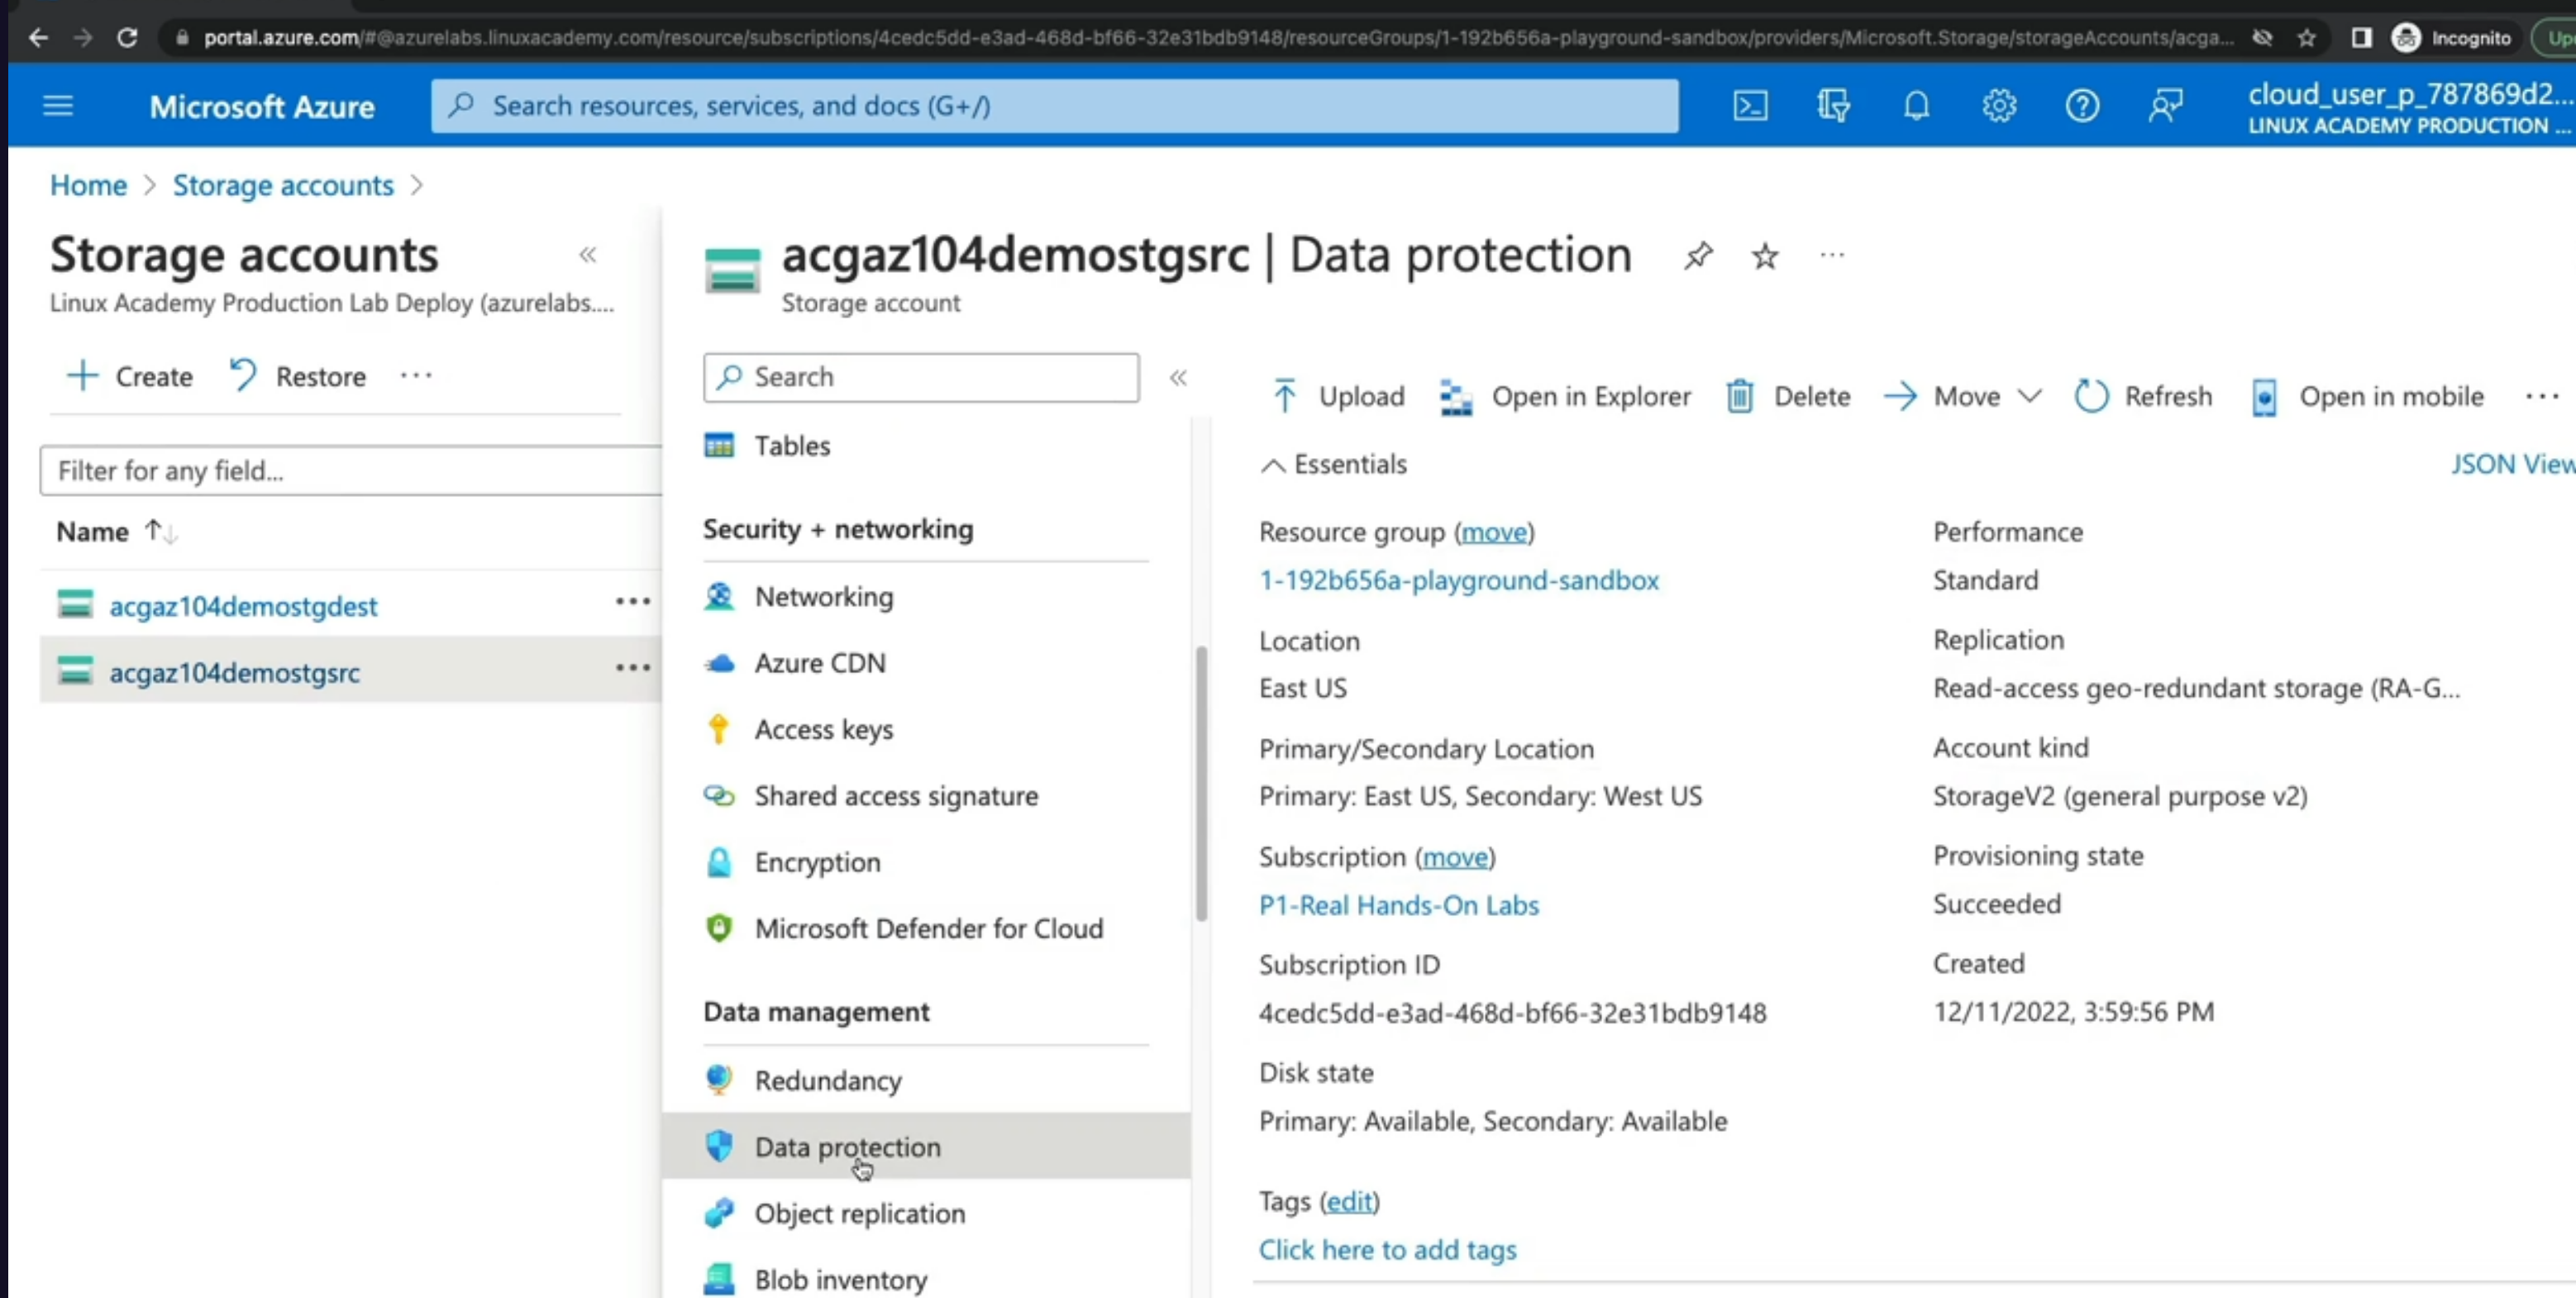 portal.azure.com/#@azurelabs.linuxacademy.com/resource/subscriptions/4cedc5dd-e3ad-468d-bf66-32e31bdb9148/resourceGroups/1-192b656a-playground-sandbox/providers/Microsoft.Storage/storageAccounts/acga...
Incognito
Microsoft Azure
Search resources, services, and docs (G+/)
cloud_user_p_787869d2...
LINUX ACADEMY PRODUCTION ...
Home > Storage accounts >
Storage accounts
Linux Academy Production Lab Deploy (azurelabs....
Create
Restore
...
Filter for any field...
Name
acgaz104demostgdest
...
acgaz104demostgsrc
...
acgaz104demostgsrc | Data protection
...
Storage account
Search
Tables
Security + networking
Networking
Azure CDN
Access keys
Shared access signature
Encryption
Microsoft Defender for Cloud
Data management
Redundancy
Data protection
Object replication
Blob inventory
Upload
Open in Explorer
Delete
Move
Refresh
Open in mobile
...
Essentials
JSON View
Resource group (move)
1-192b656a-playground-sandbox
Location
East US
Primary/Secondary Location
Primary: East US, Secondary: West US
Subscription (move)
P1-Real Hands-On Labs
Subscription ID
4cedc5dd-e3ad-468d-bf66-32e31bdb9148
Disk state
Primary: Available, Secondary: Available
Tags (edit)
Click here to add tags
Performance
Standard
Replication
Read-access geo-redundant storage (RA-G...
Account kind
StorageV2 (general purpose v2)
Provisioning state
Succeeded
Created
12/11/2022, 3:59:56 PM